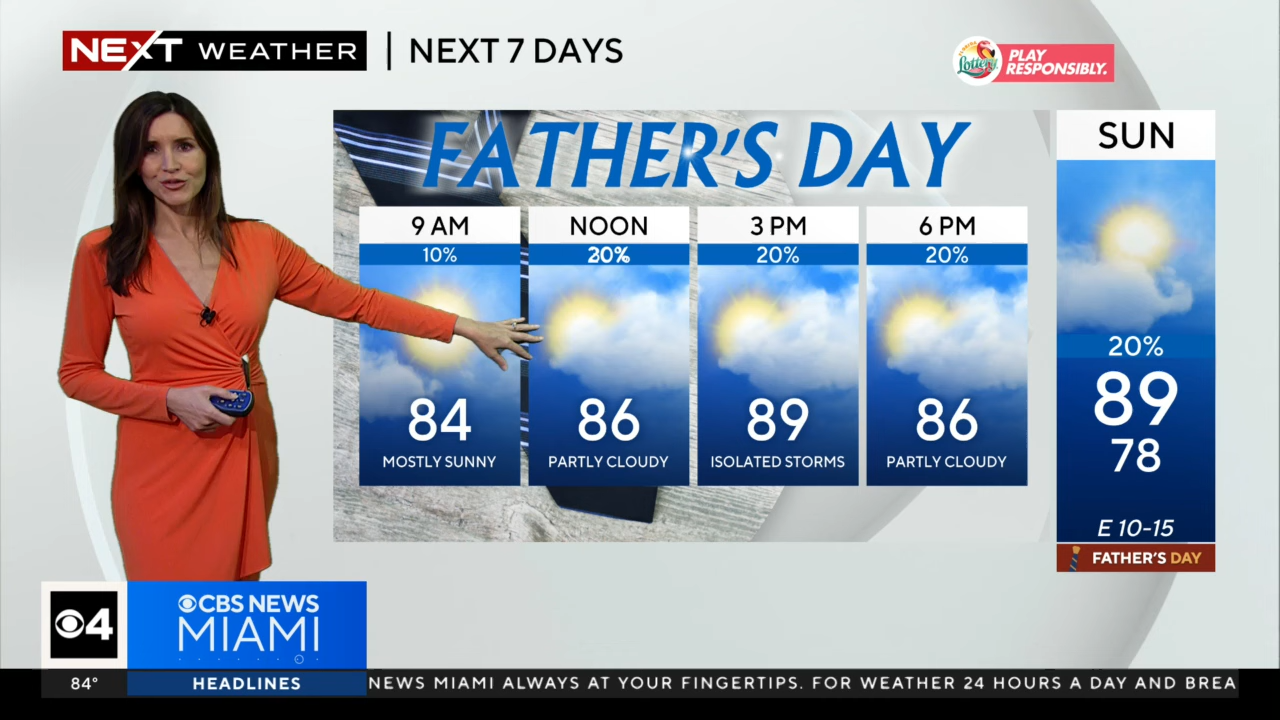 NEXT WEATHER | NEXT 7 DAYS
FLORIDA Lottery PLAY RESPONSIBLY.
FATHER'S DAY
9 AM
10%
84
MOSTLY SUNNY
NOON
86
PARTLY CLOUDY
3 PM
20%
89
ISOLATED STORMS
6 PM
20%
86
PARTLY CLOUDY
SUN
20%
89
78
E 10-15
FATHER'S DAY
4
CBS NEWS
MIAMI
84°
HEADLINES
NEWS MIAMI ALWAYS AT YOUR FINGERTIPS. FOR WEATHER 24 HOURS A DAY AND BREA